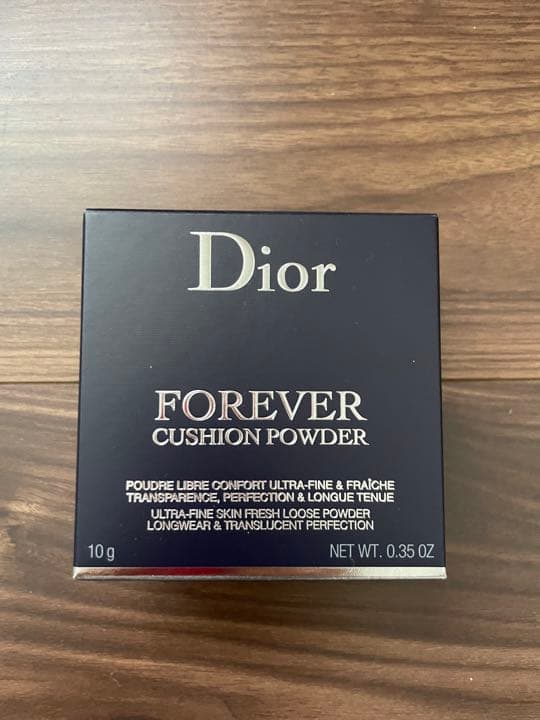 Dior
FOREVER
CUSHION POWDER
POUDRE LIBRE CONFORT ULTRA-FINE & FRAÎCHE
TRANSPARENCE, PERFECTION & LONGUE TENUE
ULTRA-FINE SKIN FRESH LOOSE POWDER
LONGWEAR & TRANSLUCENT PERFECTION
10 g NET WT. 0.35 OZ